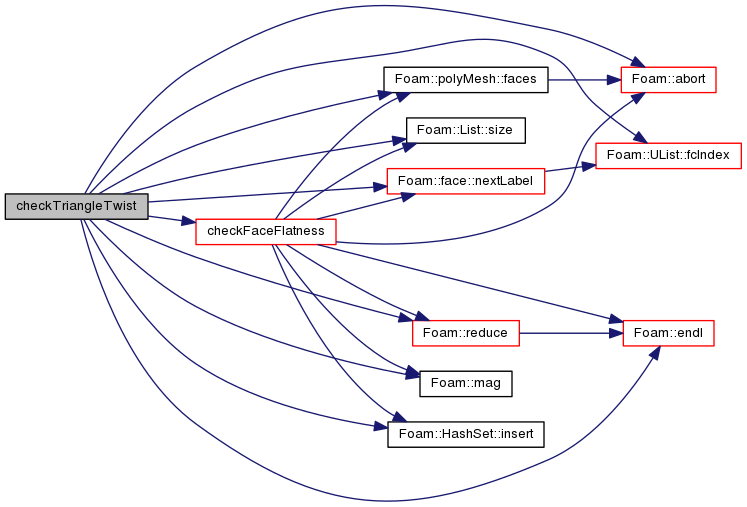 Foam::polyMesh::faces
Foam::abort
Foam::List::size
Foam::UList::fcIndex
Foam::face::nextLabel
checkTriangleTwist
checkFaceFlatness
Foam::reduce
Foam::endl
Foam::mag
Foam::HashSet::insert